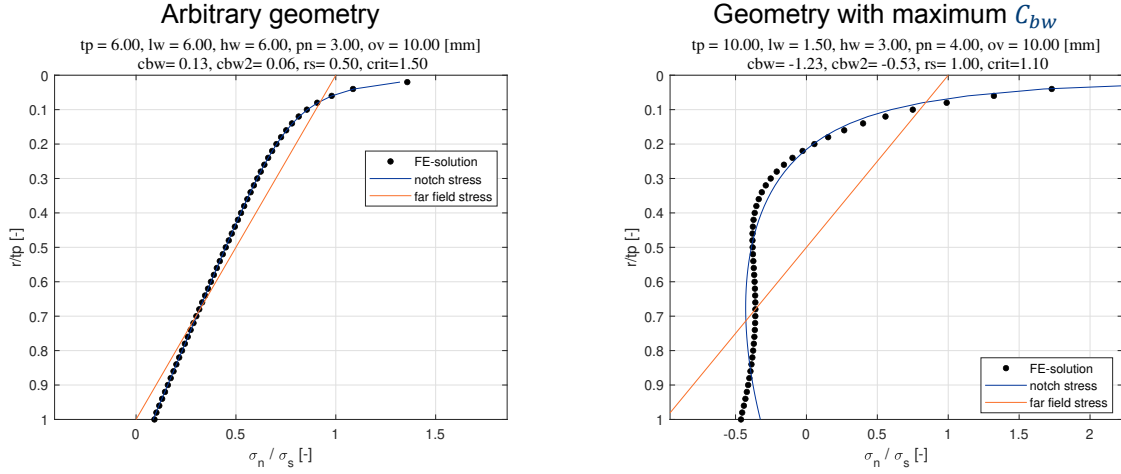 Arbitrary geometry
tp = 6.00, lw = 6.00, hw = 6.00, pn = 3.00, ov = 10.00 [mm]
cbw= 0.13, cbw2= 0.06, rs= 0.50, crit=1.50
0
0.1
0.2
0.3
0.4
0.5
0.6
0.7
0.8
0.9
1
r/tp [-]
FE-solution
notch stress
far field stress
0
0.5
1
1.5
σn / σs [-]
Geometry with maximum Cbw
tp = 10.00, lw = 1.50, hw = 3.00, pn = 4.00, ov = 10.00 [mm]
cbw= -1.23, cbw2= -0.53, rs= 1.00, crit=1.10
0
0.1
0.2
0.3
0.4
0.5
0.6
0.7
0.8
0.9
1
r/tp [-]
FE-solution
notch stress
far field stress
-0.5
0
0.5
1
1.5
2
σn / σs [-]